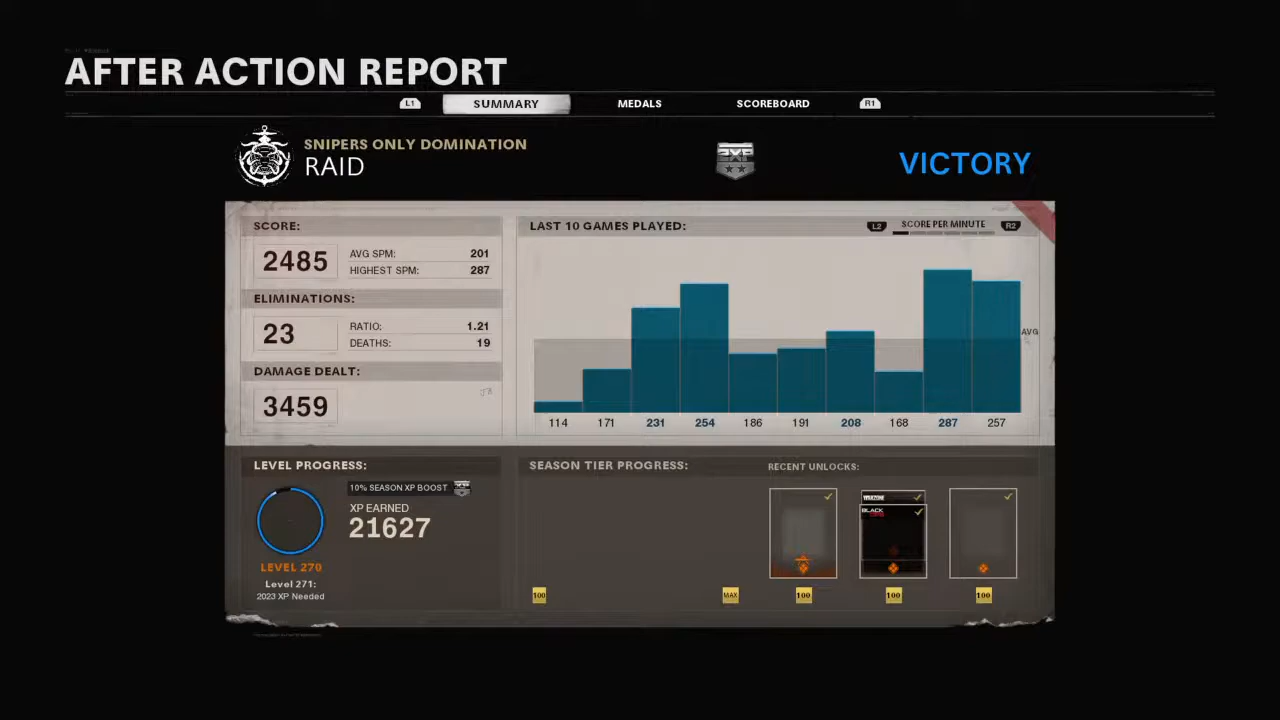 AFTER ACTION REPORT
L1 SUMMARY MEDALS SCOREBOARD R1
SNIPERS ONLY DOMINATION
RAID
2XP
VICTORY
SCORE:
2485
AVG SPM: 201
HIGHEST SPM: 287
ELIMINATIONS:
23
RATIO: 1.21
DEATHS: 19
DAMAGE DEALT:
3459
LAST 10 GAMES PLAYED:
L2 SCORE PER MINUTE R2
AVG
114 171 231 254 186 191 208 168 287 257
LEVEL PROGRESS:
10% SEASON XP BOOST 2XP
XP EARNED
21627
LEVEL 270
Level 271:
2023 XP Needed
SEASON TIER PROGRESS:
RECENT UNLOCKS:
WARZONE
BLACK
100 MAX 100 100 100